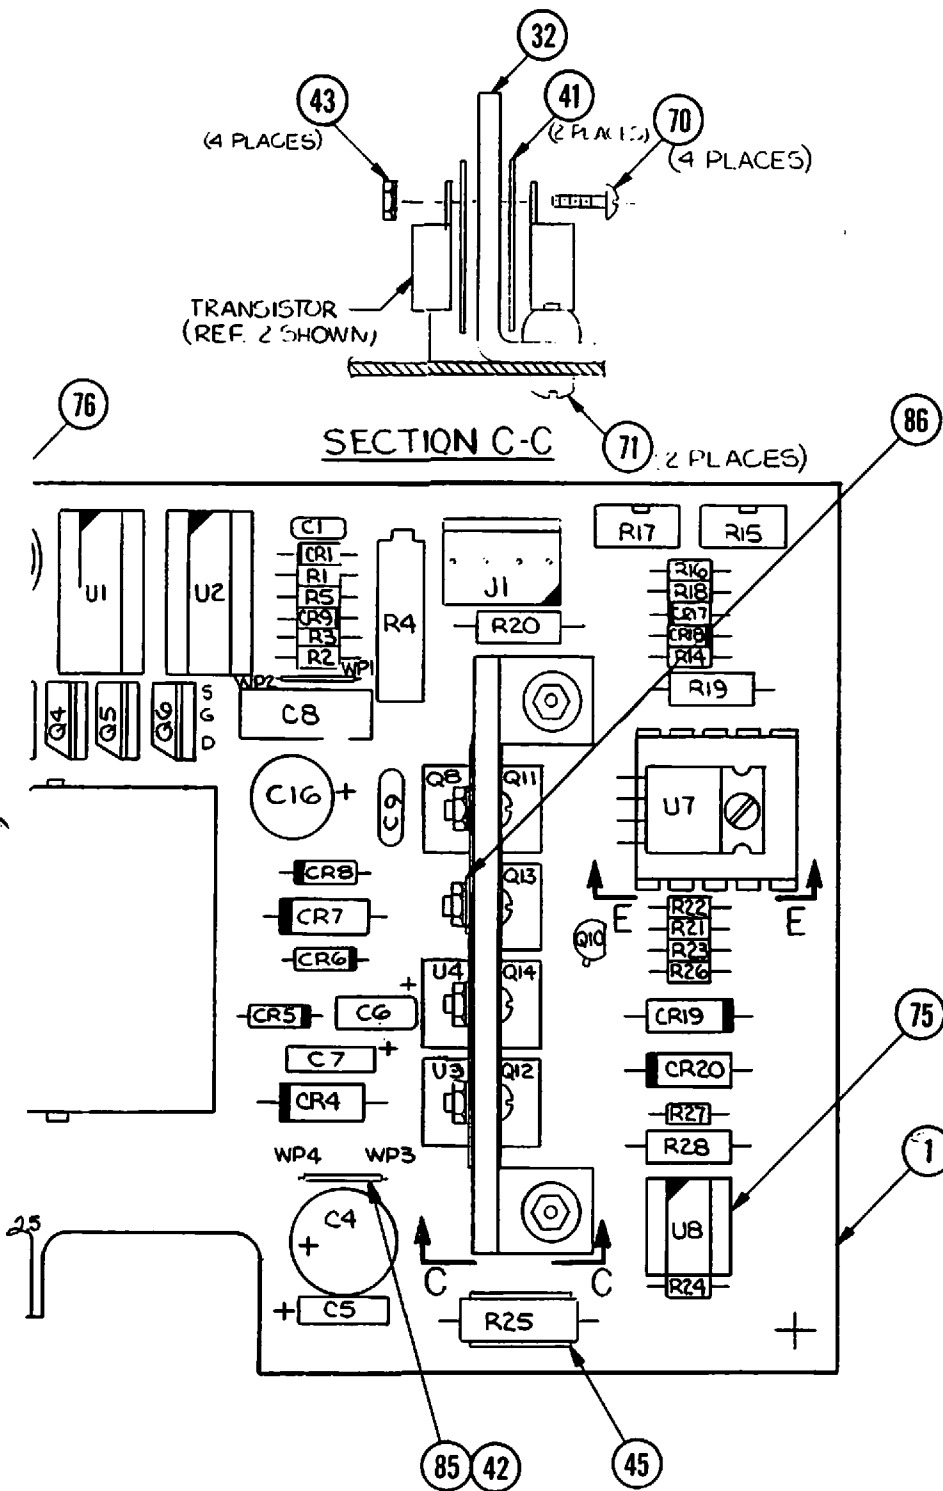 32
43
(4 PLACES)
41
(2 PLACES)
70
(4 PLACES)
TRANSISTOR
(REF. 2 SHOWN)
76
SECTION C-C
71
2 PLACES)
86
U1
U2
C1
CR1
R1
R5
CR9
R3
R2
WP1
WP2
R4
J1
R20
R17
R15
R16
R18
CR17
CR18
R14
R19
Q4
Q5
Q6
S
G
D
C8
C16
+
C9
Q8
Q11
U7
CR8
CR7
CR6
CR5
C6
+
C7
+
CR4
Q13
U4
Q14
U3
Q12
Q10
E
E
R22
R21
R23
R26
CR19
CR20
R27
R28
75
1
WP4
WP3
C4
+
U8
R24
25
C
C
+
C5
R25
85
42
45